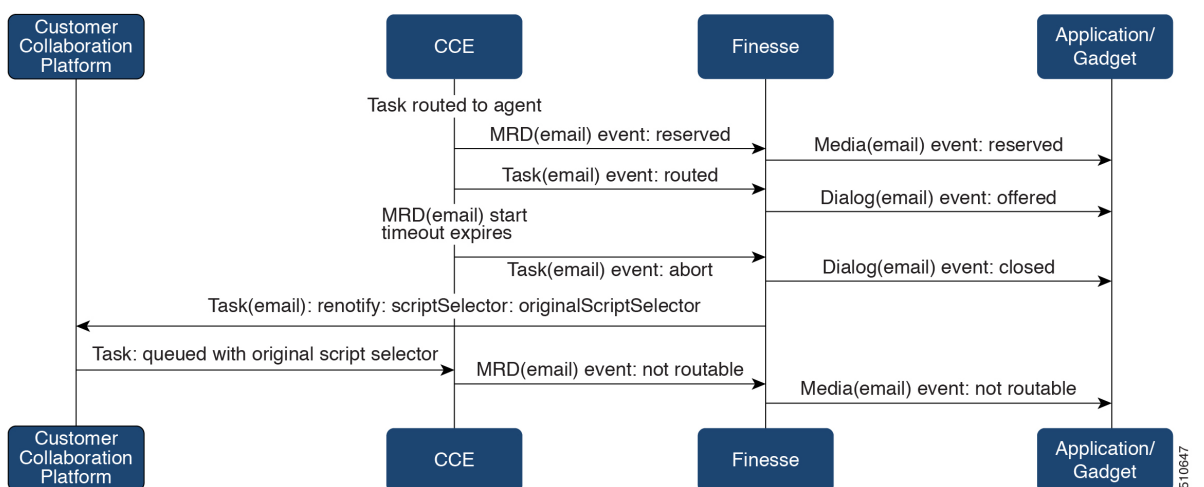 Customer
Collaboration
Platform
CCE
Finesse
Application/
Gadget
Task routed to agent
MRD(email) event: reserved
Media(email) event: reserved
Task(email) event: routed
Dialog(email) event: offered
MRD(email) start
timeout expires
Task(email) event: abort
Dialog(email) event: closed
Task(email): renotify: scriptSelector: originalScriptSelector
Task: queued with original script selector
MRD(email) event: not routable
Media(email) event: not routable
Customer
Collaboration
Platform
CCE
Finesse
Application/
Gadget
510647